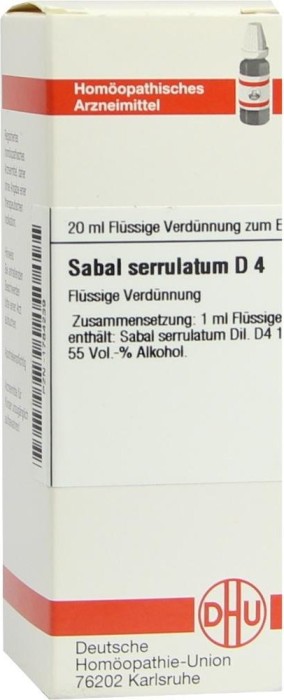 Homöopathisches
Arzneimittel
20 ml Flüssige Verdünnung zum E
Sabal serrulatum D 4
Flüssige Verdünnung
Zusammensetzung: 1 ml Flüssige
enthält: Sabal serrulatum Dil. D4 1
55 Vol.-% Alkohol.
DHU
Deutsche
Homöopathie-Union
76202 Karlsruhe